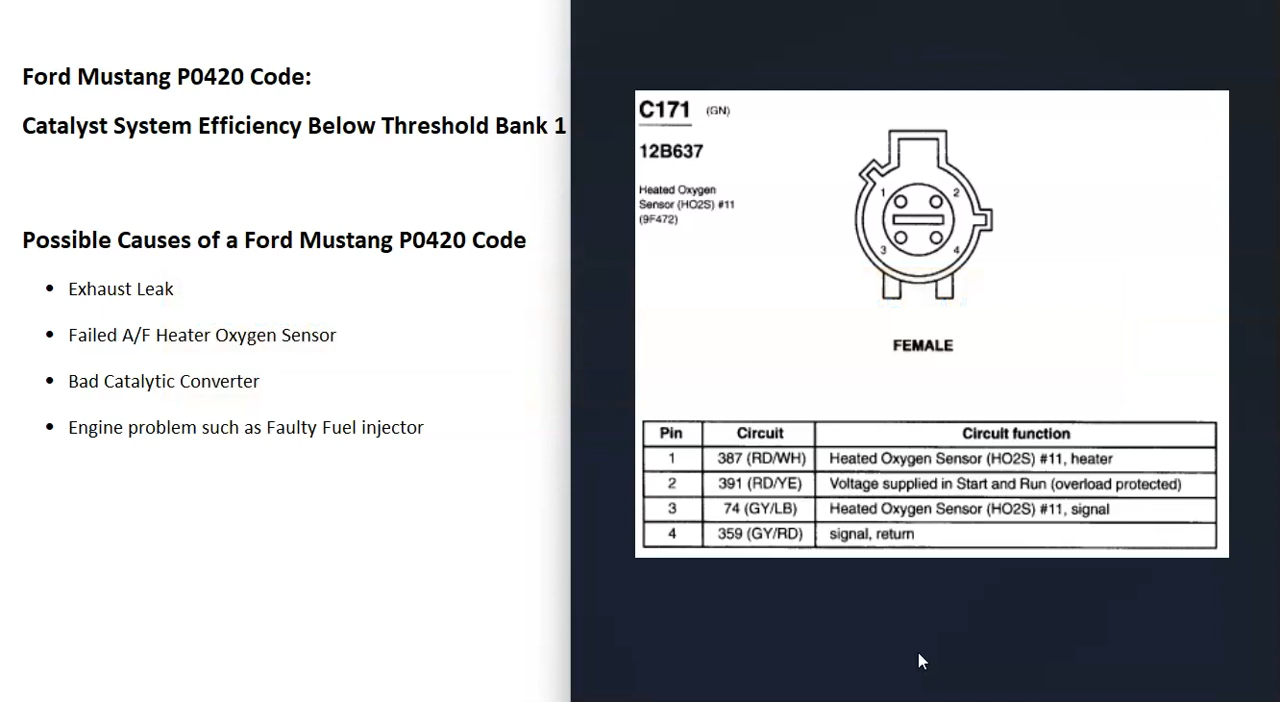 Ford Mustang P0420 Code:
Catalyst System Efficiency Below Threshold Bank 1
Possible Causes of a Ford Mustang P0420 Code
• Exhaust Leak
• Failed A/F Heater Oxygen Sensor
• Bad Catalytic Converter
• Engine problem such as Faulty Fuel injector
C171 (GN)
12B637
Heated Oxygen
Sensor (HO2S) #11
(9F472)
1 2
3 4
FEMALE
Pin Circuit Circuit function
1 387 (RD/WH) Heated Oxygen Sensor (HO2S) #11, heater
2 391 (RD/YE) Voltage supplied in Start and Run (overload protected)
3 74 (GY/LB) Heated Oxygen Sensor (HO2S) #11, signal
4 359 (GY/RD) signal, return